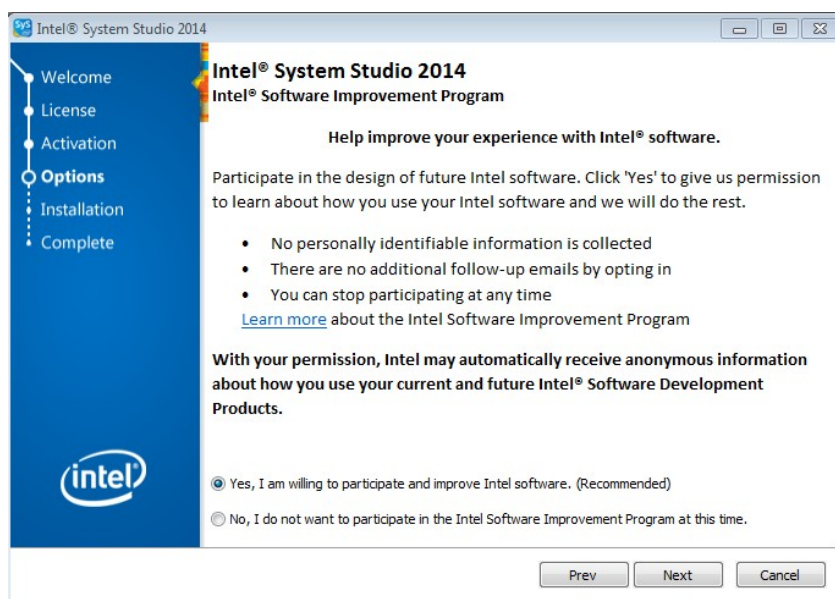 Intel® System Studio 2014
Welcome
License
Activation
Options
Installation
Complete
intel®
Intel® System Studio 2014
Intel® Software Improvement Program
Help improve your experience with Intel® software.
Participate in the design of future Intel software. Click 'Yes' to give us permission
to learn about how you use your Intel software and we will do the rest.
• No personally identifiable information is collected
• There are no additional follow-up emails by opting in
• You can stop participating at any time
Learn more about the Intel Software Improvement Program
With your permission, Intel may automatically receive anonymous information
about how you use your current and future Intel® Software Development
Products.
Yes, I am willing to participate and improve Intel software. (Recommended)
No, I do not want to participate in the Intel Software Improvement Program at this time.
Prev Next Cancel